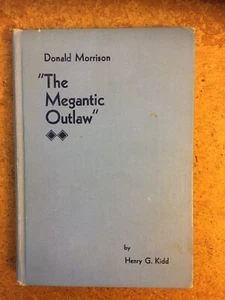 Donald Morrison
"The
Megantic
Outlaw"
by
Henry G. Kidd